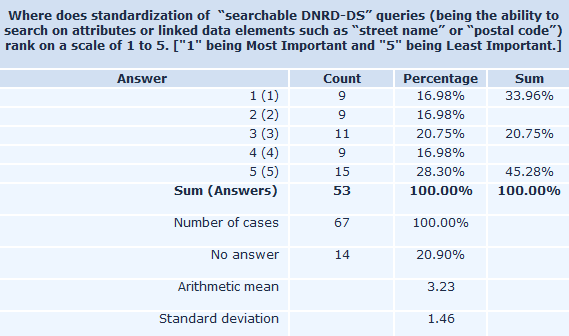 Where does standardization of “searchable DNRD-DS” queries (being the ability to
search on attributes or linked data elements such as “street name” or “postal code”)
rank on a scale of 1 to 5. ["1" being Most Important and "5" being Least Important.]
Answer Count Percentage Sum
1 (1) 9 16.98% 33.96%
2 (2) 9 16.98%
3 (3) 11 20.75% 20.75%
4 (4) 9 16.98%
5 (5) 15 28.30% 45.28%
Sum (Answers) 53 100.00% 100.00%
Number of cases 67 100.00%
No answer 14 20.90%
Arithmetic mean 3.23
Standard deviation 1.46